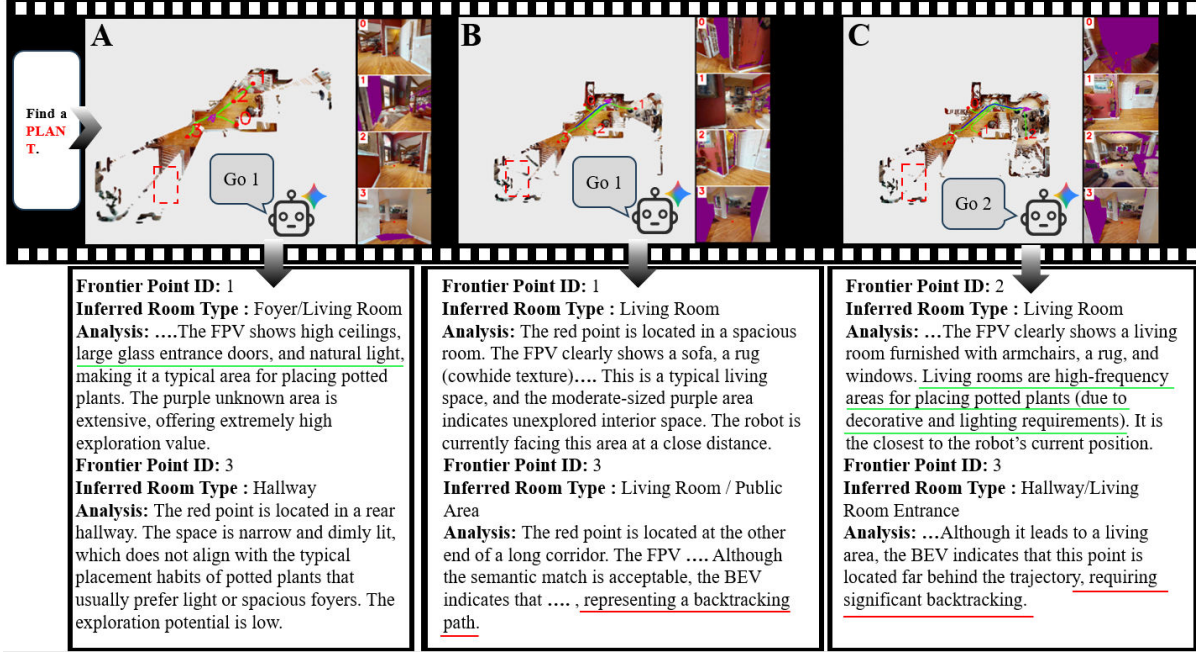 A
B
C
Find a
PLAN
T.
Go 1
0
1
2
3
Go 1
0
1
2
3
Go 2
0
1
2
3
Frontier Point ID: 1
Inferred Room Type : Foyer/Living Room
Analysis: ....The FPV shows high ceilings,
large glass entrance doors, and natural light,
making it a typical area for placing potted
plants. The purple unknown area is
extensive, offering extremely high
exploration value.
Frontier Point ID: 3
Inferred Room Type : Hallway
Analysis: The red point is located in a rear
hallway. The space is narrow and dimly lit,
which does not align with the typical
placement habits of potted plants that
usually prefer light or spacious foyers. The
exploration potential is low.
Frontier Point ID: 1
Inferred Room Type : Living Room
Analysis: The red point is located in a spacious
room. The FPV clearly shows a sofa, a rug
(cowhide texture).... This is a typical living
space, and the moderate-sized purple area
indicates unexplored interior space. The robot is
currently facing this area at a close distance.
Frontier Point ID: 3
Inferred Room Type : Living Room / Public
Area
Analysis: The red point is located at the other
end of a long corridor. The FPV .... Although
the semantic match is acceptable, the BEV
indicates that .... , representing a backtracking
path.
Frontier Point ID: 2
Inferred Room Type : Living Room
Analysis: ...The FPV clearly shows a living
room furnished with armchairs, a rug, and
windows. Living rooms are high-frequency
areas for placing potted plants (due to
decorative and lighting requirements). It is
the closest to the robot's current position.
Frontier Point ID: 3
Inferred Room Type : Hallway/Living
Room Entrance
Analysis: ...Although it leads to a living
area, the BEV indicates that this point is
located far behind the trajectory, requiring
significant backtracking.